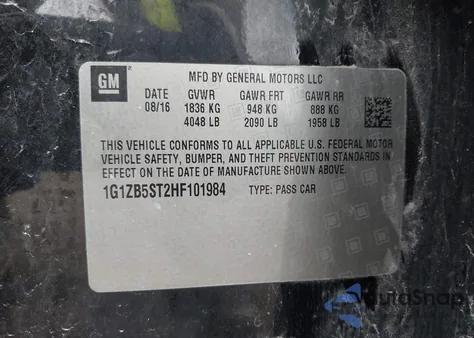 GM
MFD BY GENERAL MOTORS LLC
DATE GVWR GAWR FRT GAWR RR
08/16 1836 KG 948 KG 888 KG
4048 LB 2090 LB 1958 LB
THIS VEHICLE CONFORMS TO ALL APPLICABLE U.S. FEDERAL MOTOR
VEHICLE SAFETY, BUMPER, AND THEFT PREVENTION STANDARDS IN
EFFECT ON THE DATE OF MANUFACTURE SHOWN ABOVE.
1G1ZB5ST2HF101984 TYPE: PASS CAR
AutoSnap